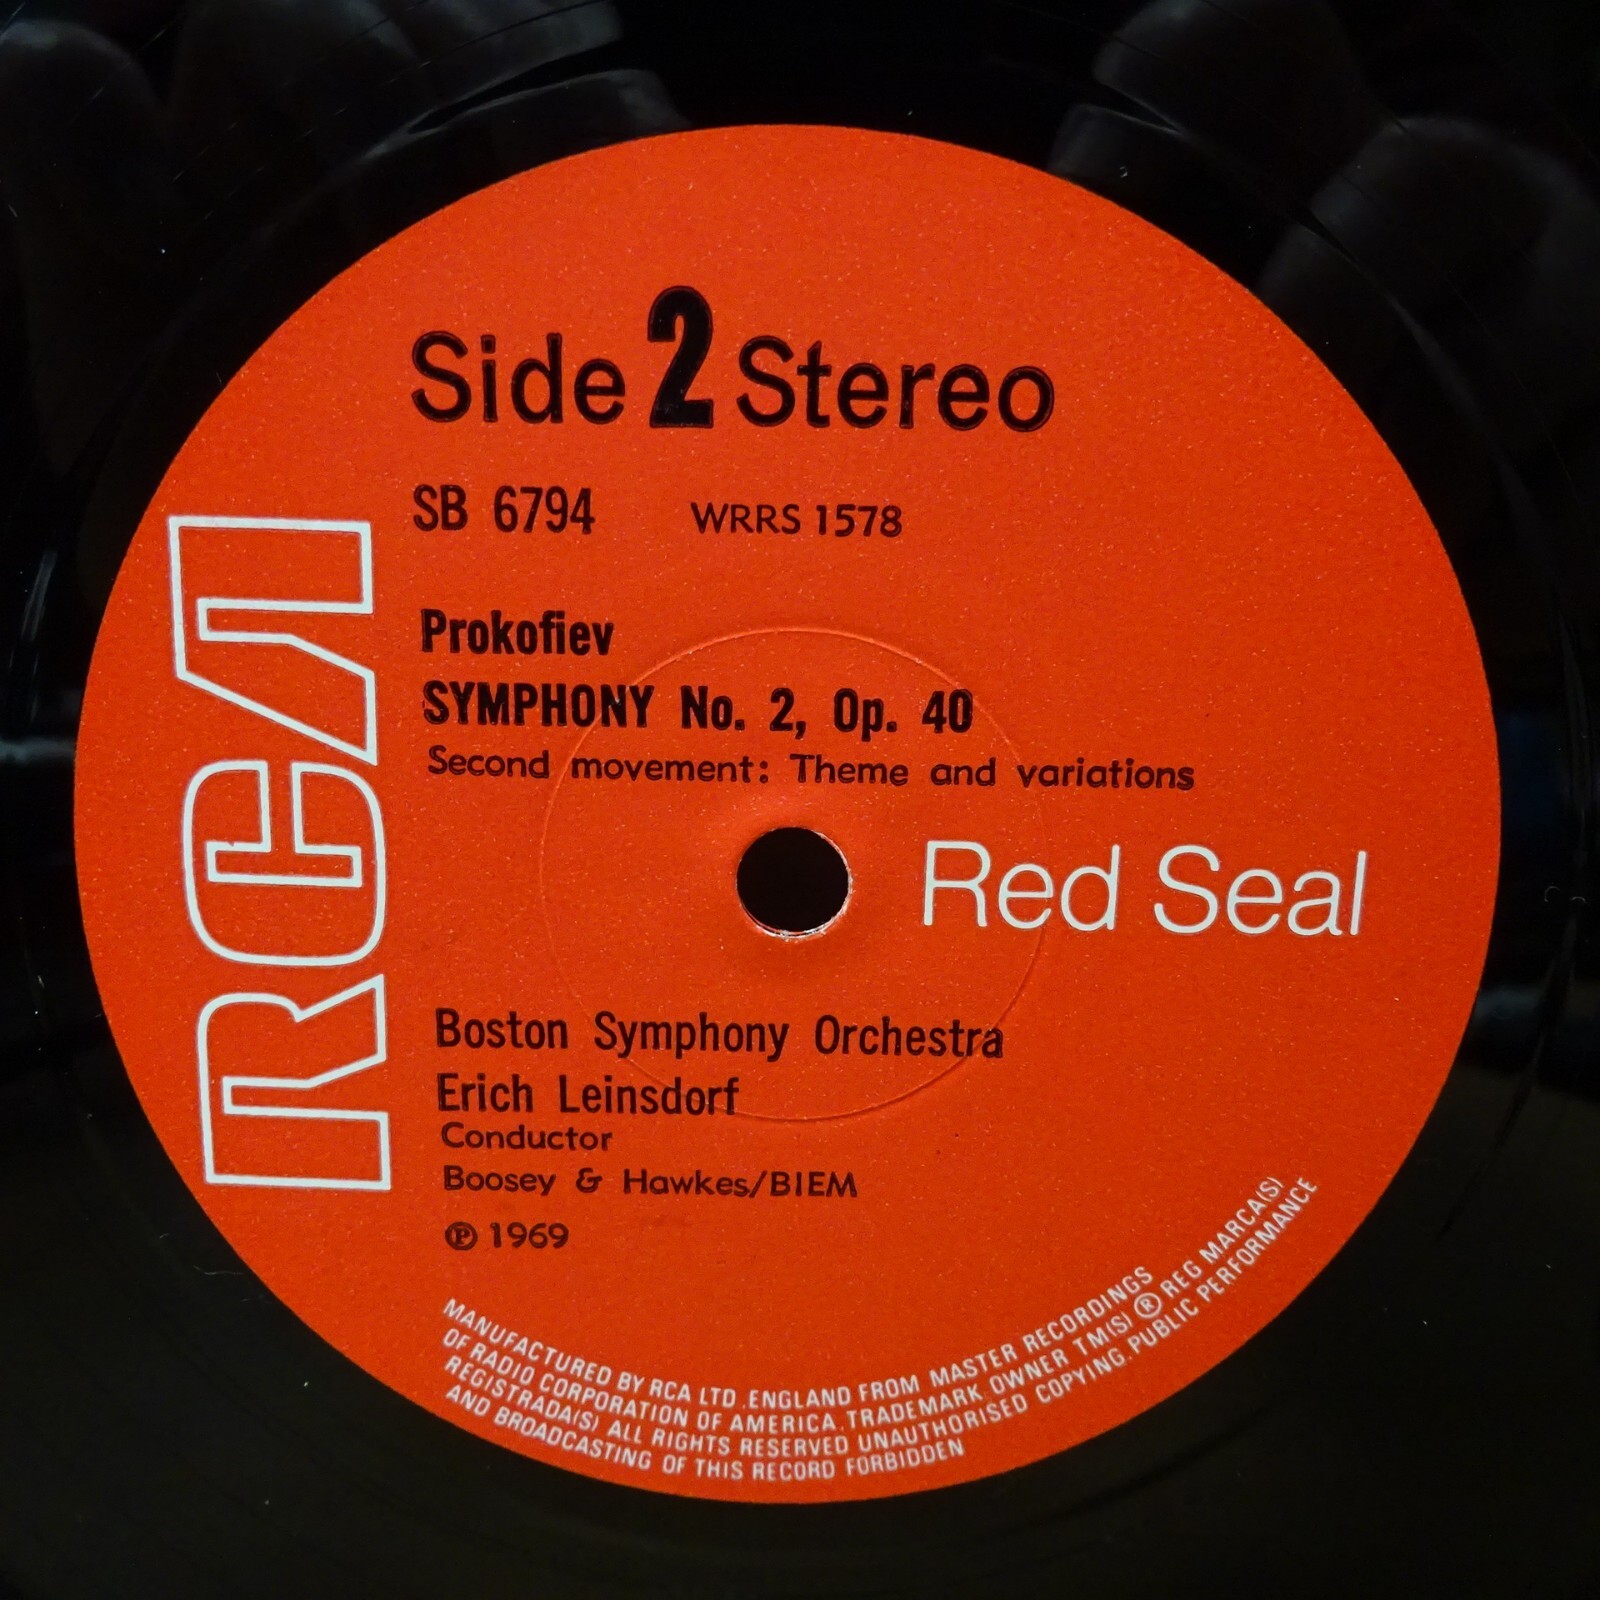 Side 2 Stereo
SB 6794 WRRS 1578
RCA
Prokofiev
SYMPHONY No. 2, Op. 40
Second movement: Theme and variations
Red Seal
Boston Symphony Orchestra
Erich Leinsdorf
Conductor
Boosey & Hawkes/BIEM
℗ 1969
MANUFACTURED BY RCA LTD. ENGLAND FROM MASTER RECORDINGS
OF RADIO CORPORATION OF AMERICA. TRADEMARK OWNER TM(S) ® REG MARCA(S)
REGISTRADA(S) ALL RIGHTS RESERVED UNAUTHORISED COPYING, PUBLIC PERFORMANCE
AND BROADCASTING OF THIS RECORD FORBIDDEN